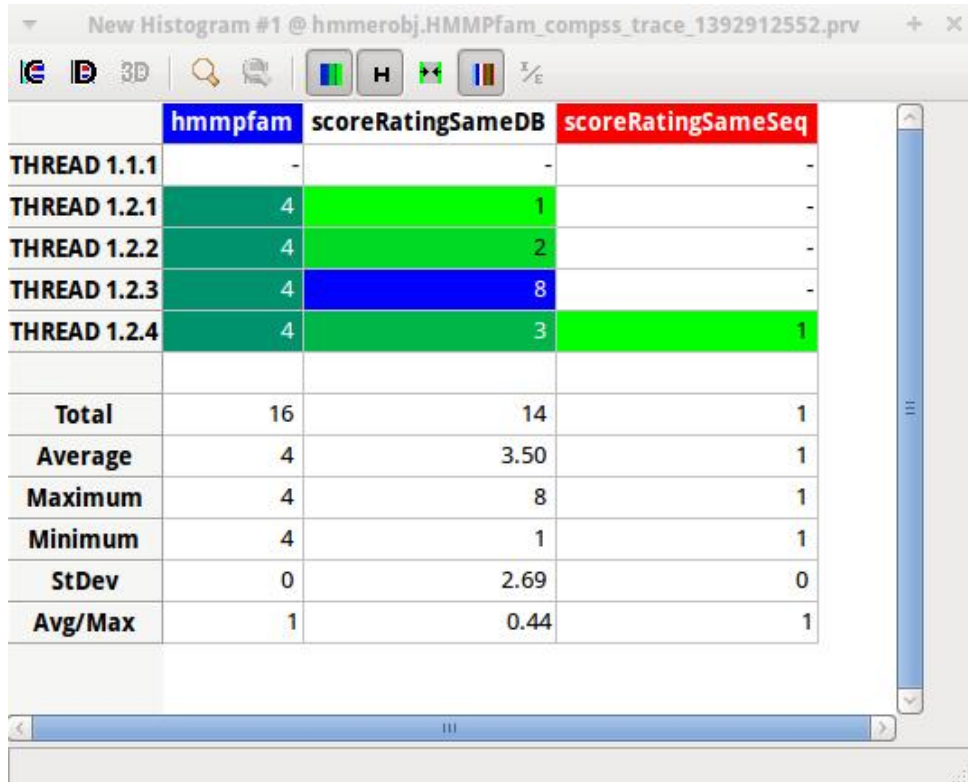 New Histogram #1 @ hmmerobj.HMMPfam_compss_trace_1392912552.prv
3D H I/E
hmmpfam scoreRatingSameDB scoreRatingSameSeq
THREAD 1.1.1 - - -
THREAD 1.2.1 4 1 -
THREAD 1.2.2 4 2 -
THREAD 1.2.3 4 8 -
THREAD 1.2.4 4 3 1
Total 16 14 1
Average 4 3.50 1
Maximum 4 8 1
Minimum 4 1 1
StDev 0 2.69 0
Avg/Max 1 0.44 1